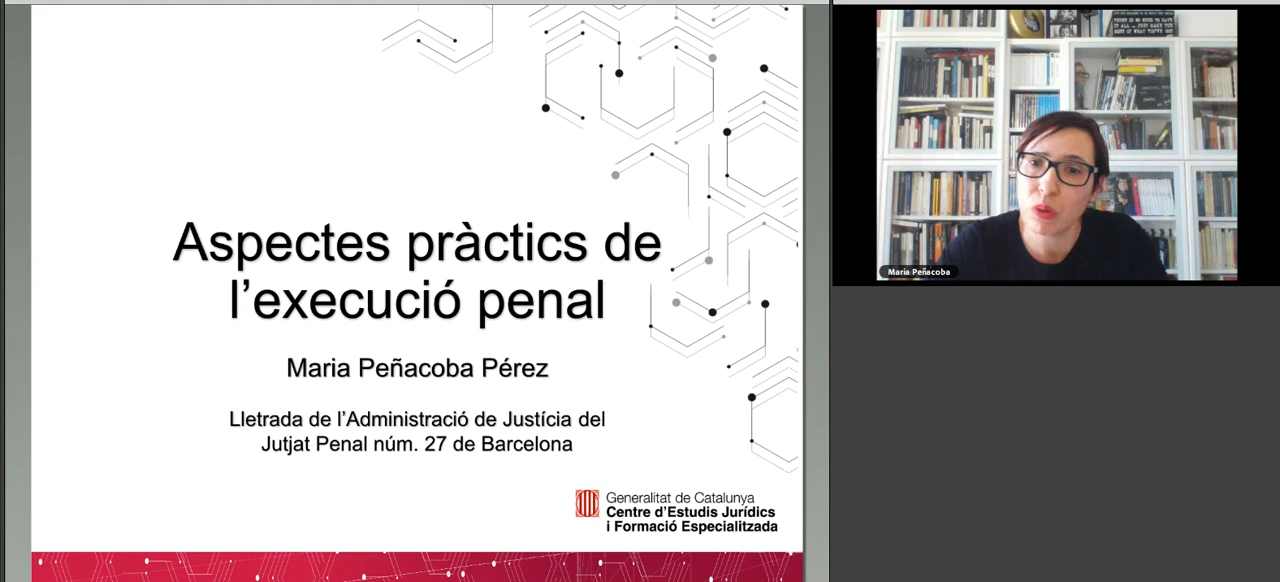 Aspectes pràctics de
l’execució penal
Maria Peñacoba Pérez
Lletrada de l’Administració de Justícia del
Jutjat Penal núm. 27 de Barcelona
Generalitat de Catalunya
Centre d’Estudis Jurídics
i Formació Especialitzada
Maria Peñacoba